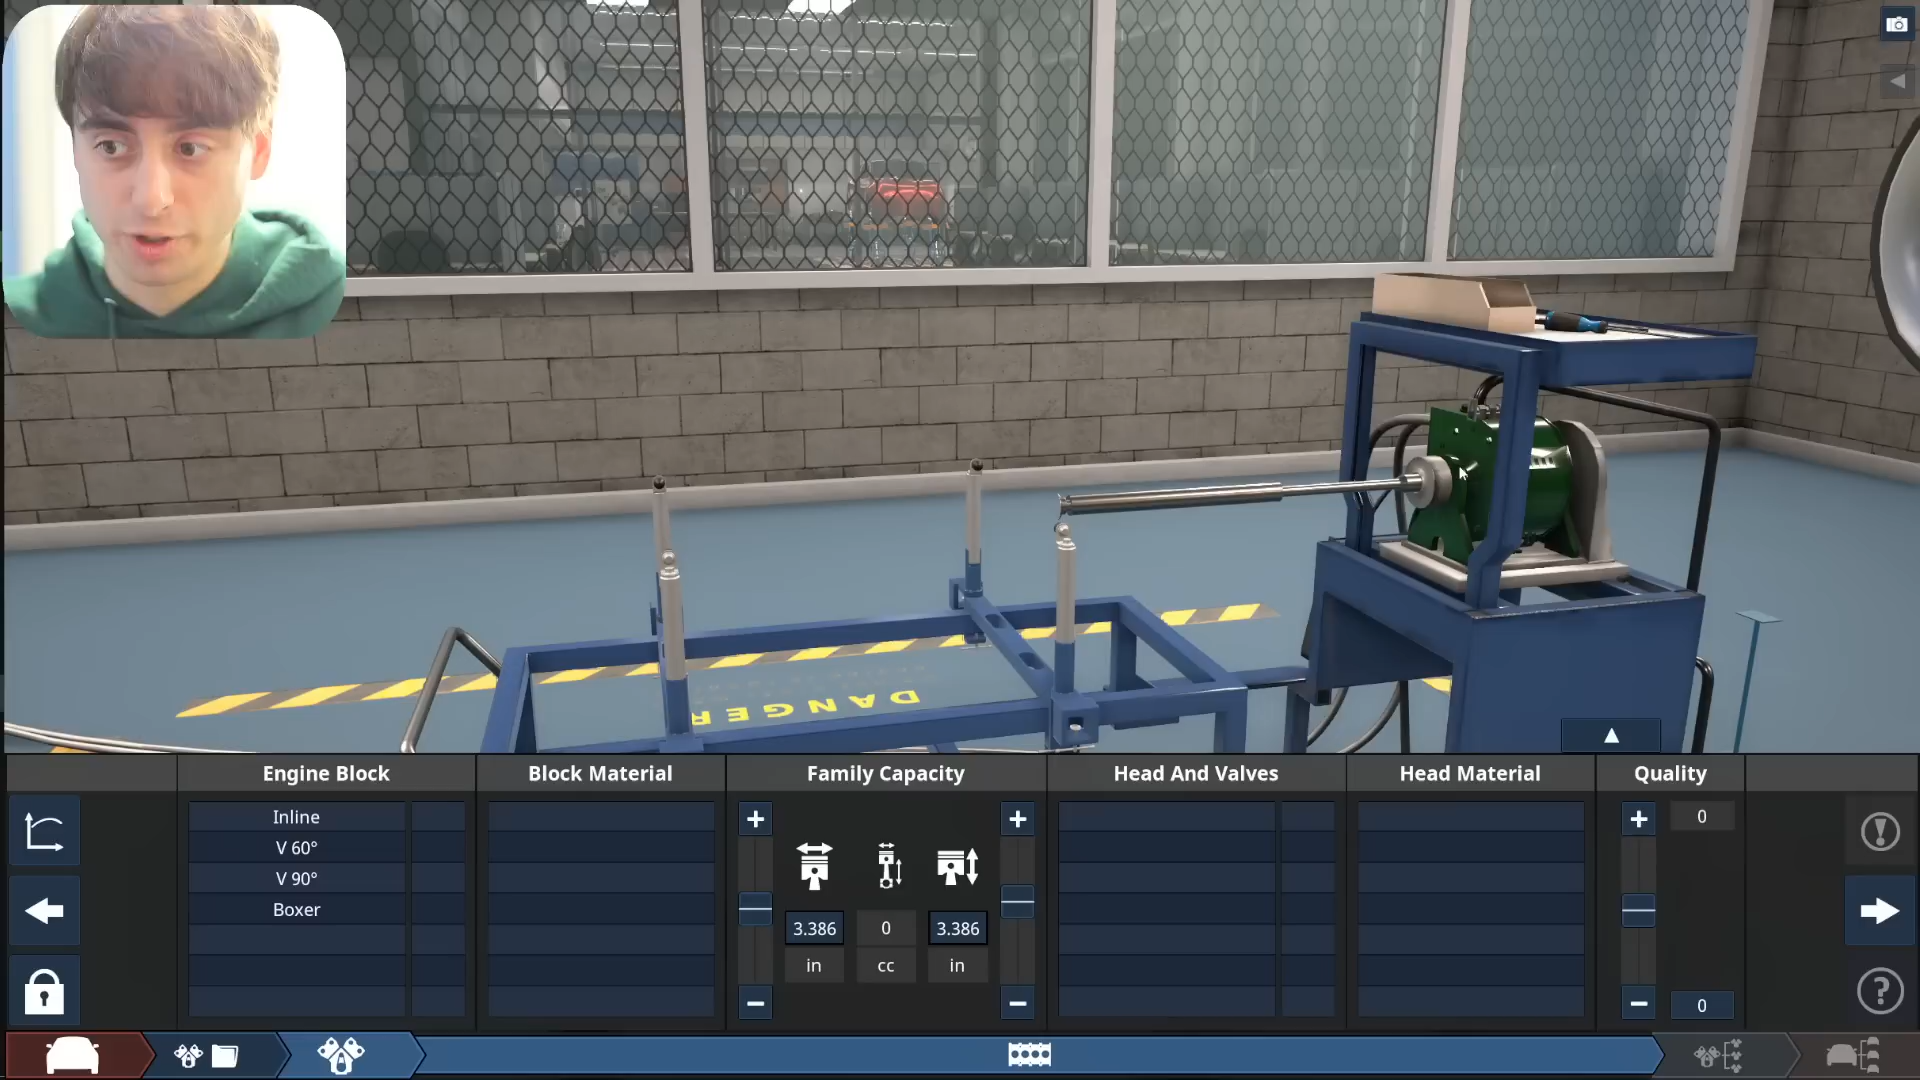 DANGER
Engine Block
Block Material
Family Capacity
Head And Valves
Head Material
Quality
Inline
V 60°
V 90°
Boxer
3.386
0
3.386
in
cc
in
0
0